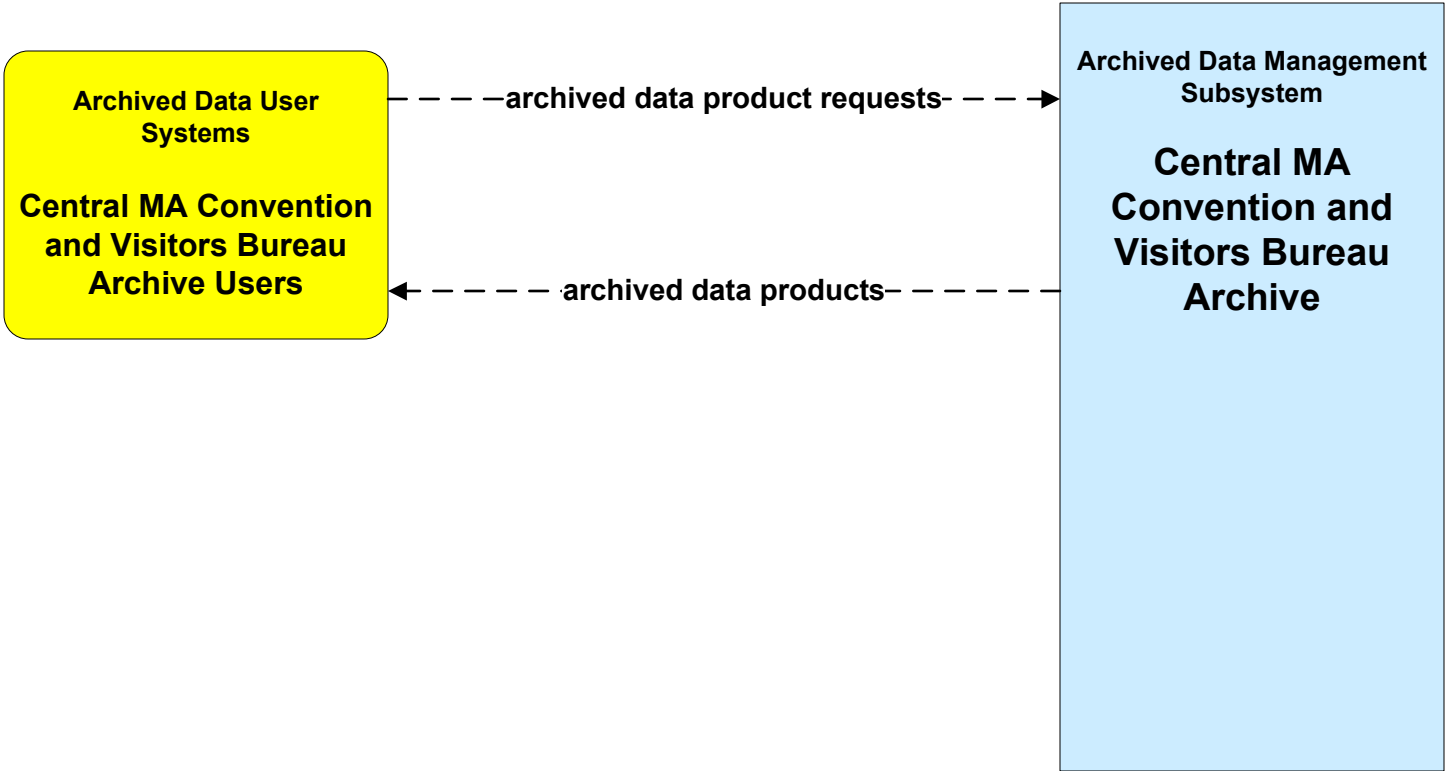 Archived Data User
Systems
Central MA Convention
and Visitors Bureau
Archive Users
archived data product requests
archived data products
Archived Data Management
Subsystem
Central MA
Convention and
Visitors Bureau
Archive